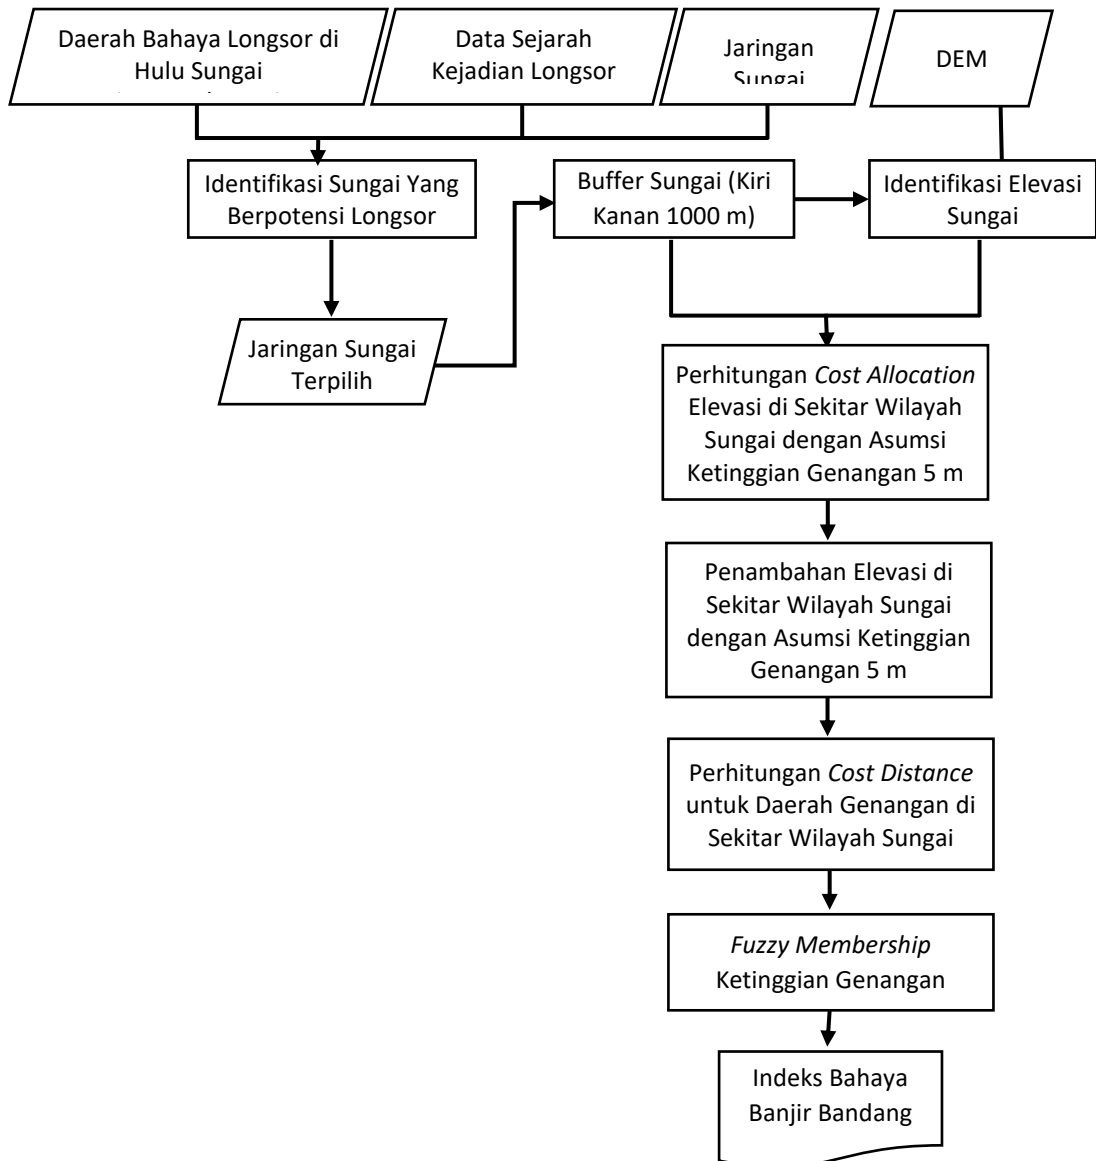 Daerah Bahaya Longsor di
Hulu Sungai
Data Sejarah
Kejadian Longsor
Jaringan
Sungai
DEM
Identifikasi Sungai Yang
Berpotensi Longsor
Buffer Sungai (Kiri
Kanan 1000 m)
Identifikasi Elevasi
Sungai
Jaringan Sungai
Terpilih
Perhitungan Cost Allocation
Elevasi di Sekitar Wilayah
Sungai dengan Asumsi
Ketinggian Genangan 5 m
Penambahan Elevasi di
Sekitar Wilayah Sungai
dengan Asumsi Ketinggian
Genangan 5 m
Perhitungan Cost Distance
untuk Daerah Genangan di
Sekitar Wilayah Sungai
Fuzzy Membership
Ketinggian Genangan
Indeks Bahaya
Banjir Bandang